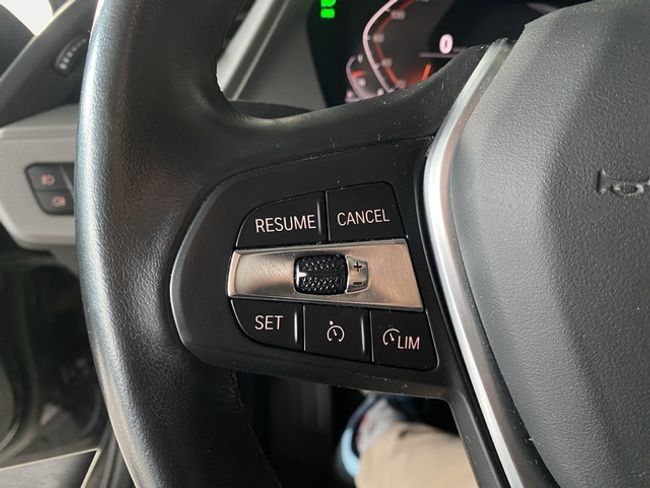 RESUME CANCEL
+
-
SET LIM